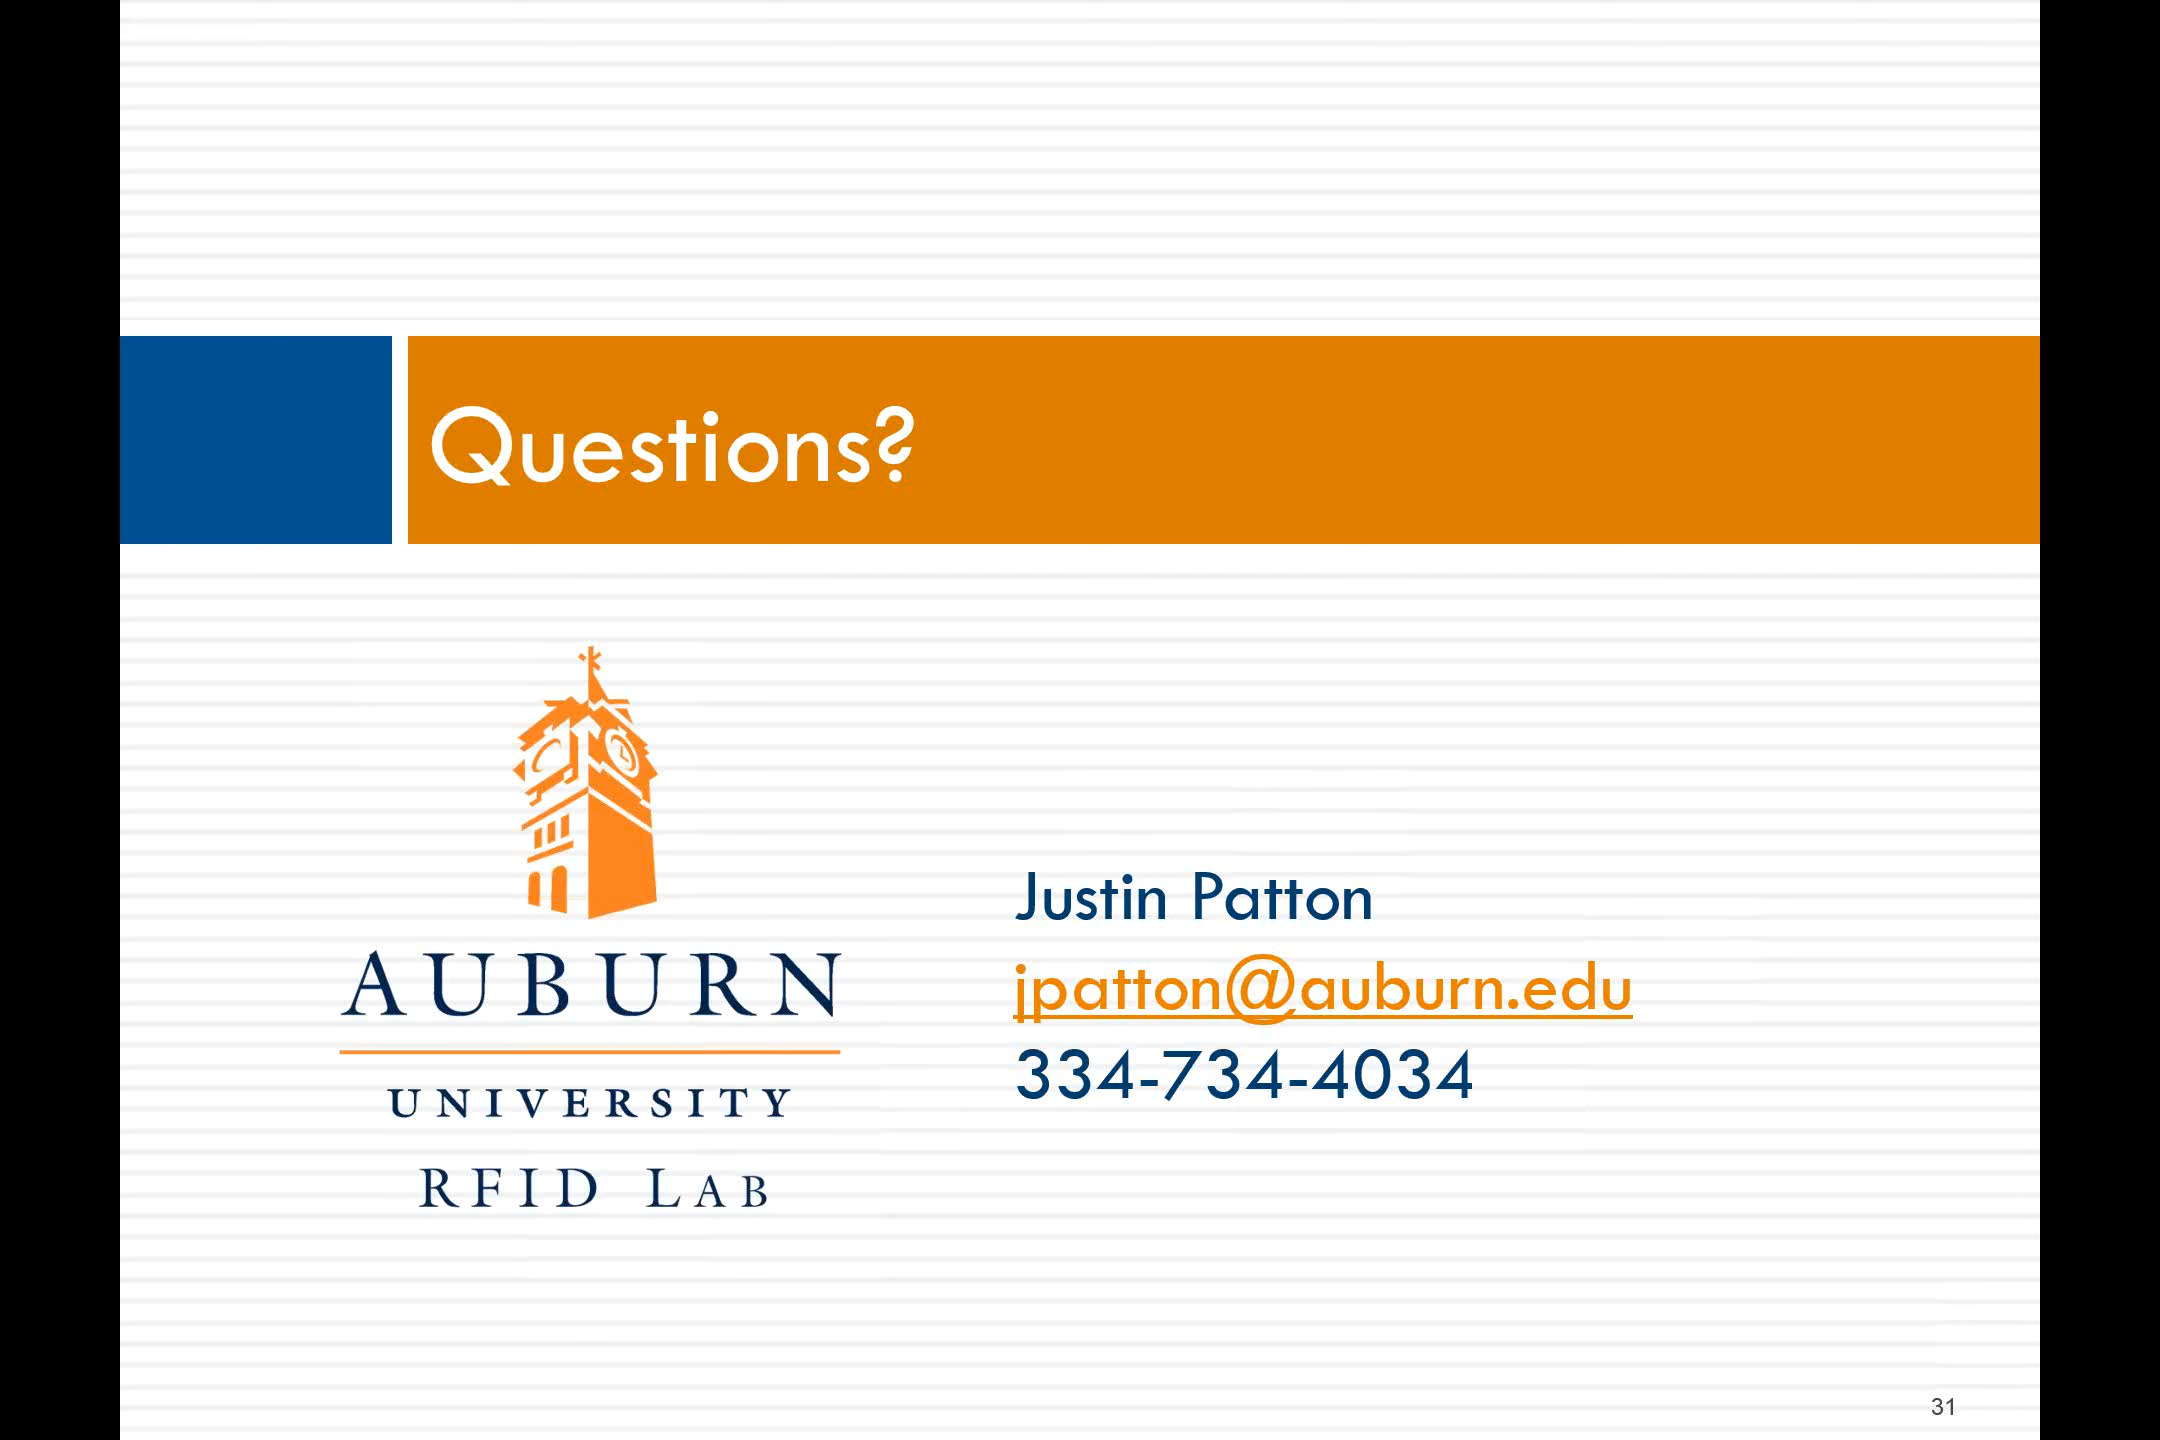 Questions?
AUBURN
UNIVERSITY
RFID LAB
Justin Patton
jpatton@auburn.edu
334-734-4034
31